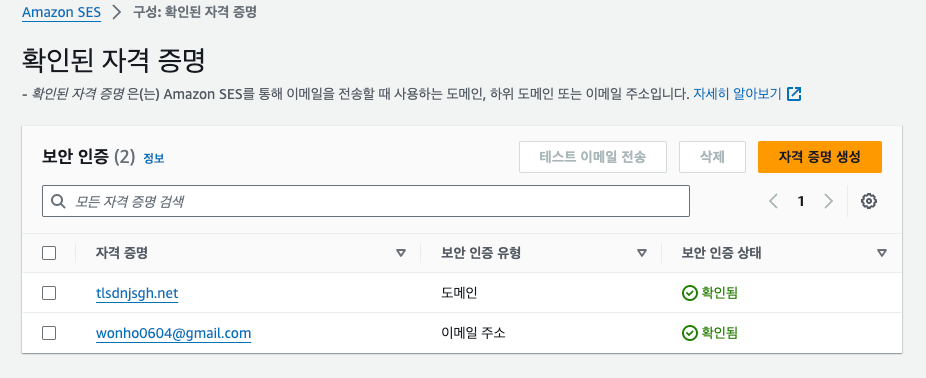 Amazon SES > 구성: 확인된 자격 증명
확인된 자격 증명
- 확인된 자격 증명 은(는) Amazon SES를 통해 이메일을 전송할 때 사용하는 도메인, 하위 도메인 또는 이메일 주소입니다. 자세히 알아보기
보안 인증 (2) 정보 테스트 이메일 전송 삭제 자격 증명 생성
모든 자격 증명 검색 1
자격 증명 보안 인증 유형 보안 인증 상태
tlsdnjsgh.net 도메인 확인됨
wonho0604@gmail.com 이메일 주소 확인됨